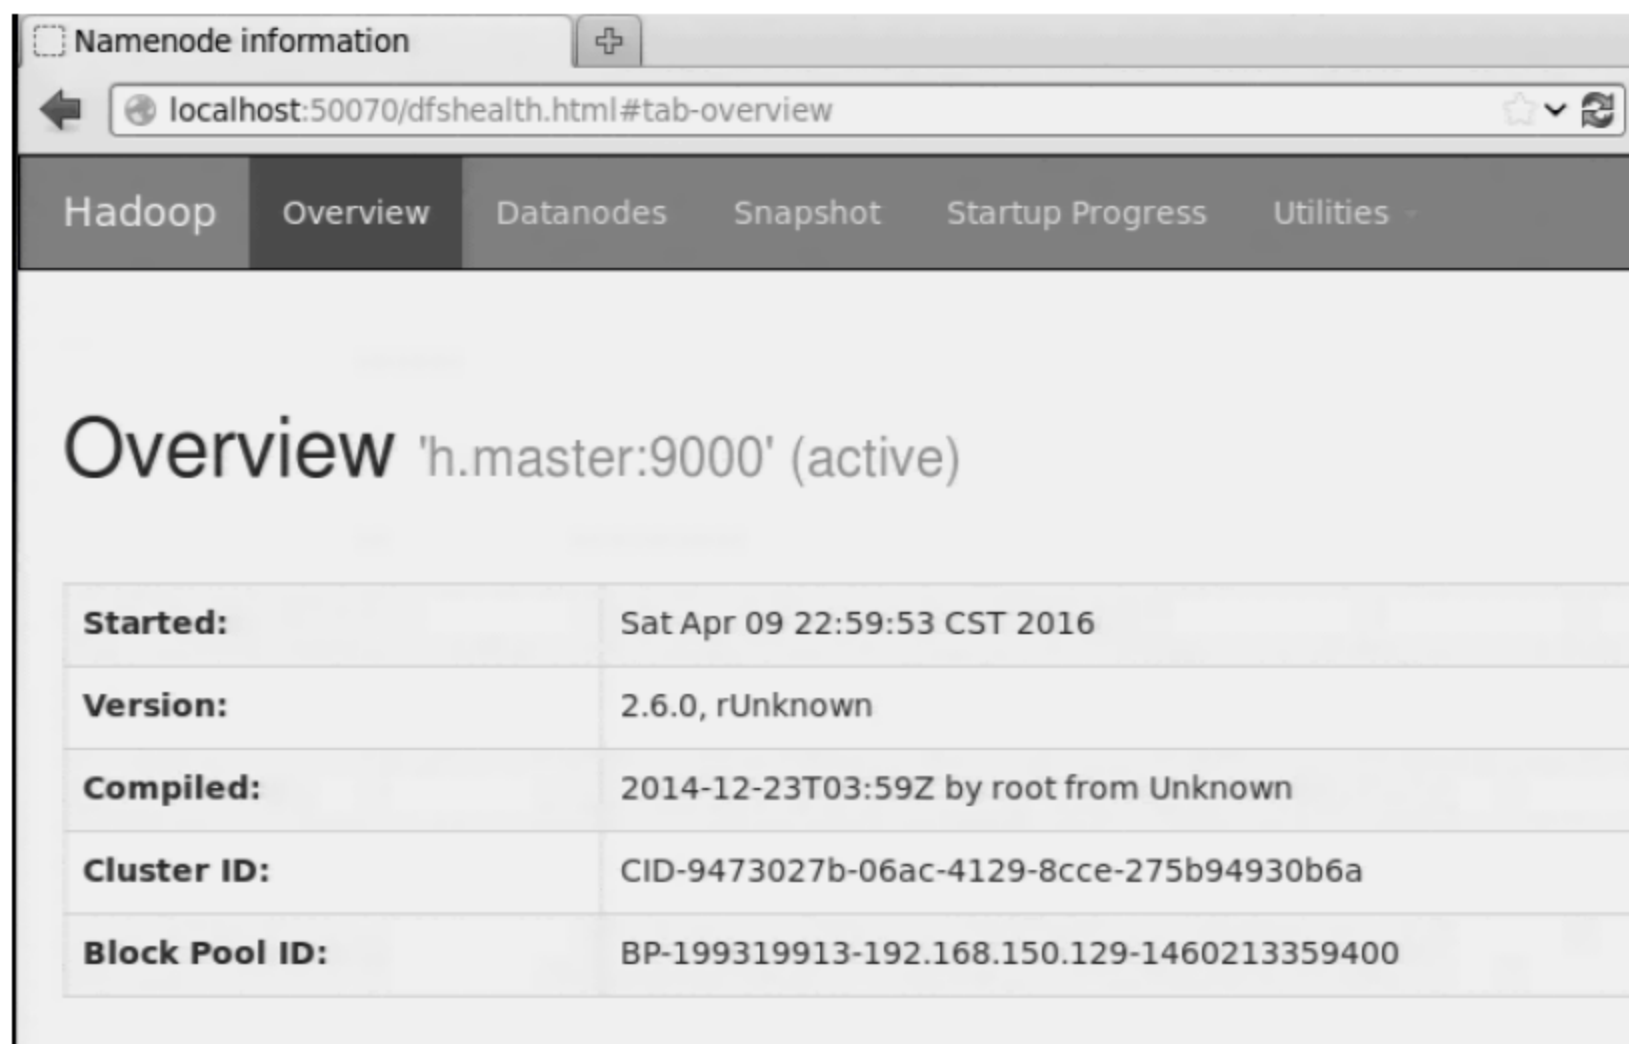 Namenode information
localhost:50070/dfshealth.html#tab-overview
Hadoop Overview Datanodes Snapshot Startup Progress Utilities
Overview 'h.master:9000' (active)
Started: Sat Apr 09 22:59:53 CST 2016
Version: 2.6.0, rUnknown
Compiled: 2014-12-23T03:59Z by root from Unknown
Cluster ID: CID-9473027b-06ac-4129-8cce-275b94930b6a
Block Pool ID: BP-199319913-192.168.150.129-1460213359400